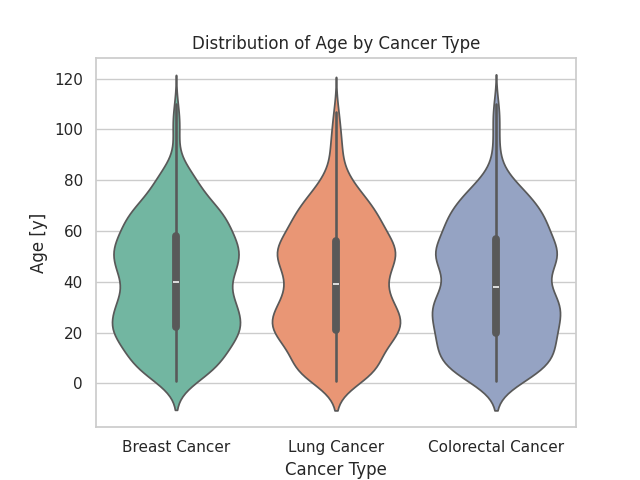 Distribution of Age by Cancer Type
120
100
80
60
40
20
0
Age [y]
Breast Cancer
Lung Cancer
Colorectal Cancer
Cancer Type